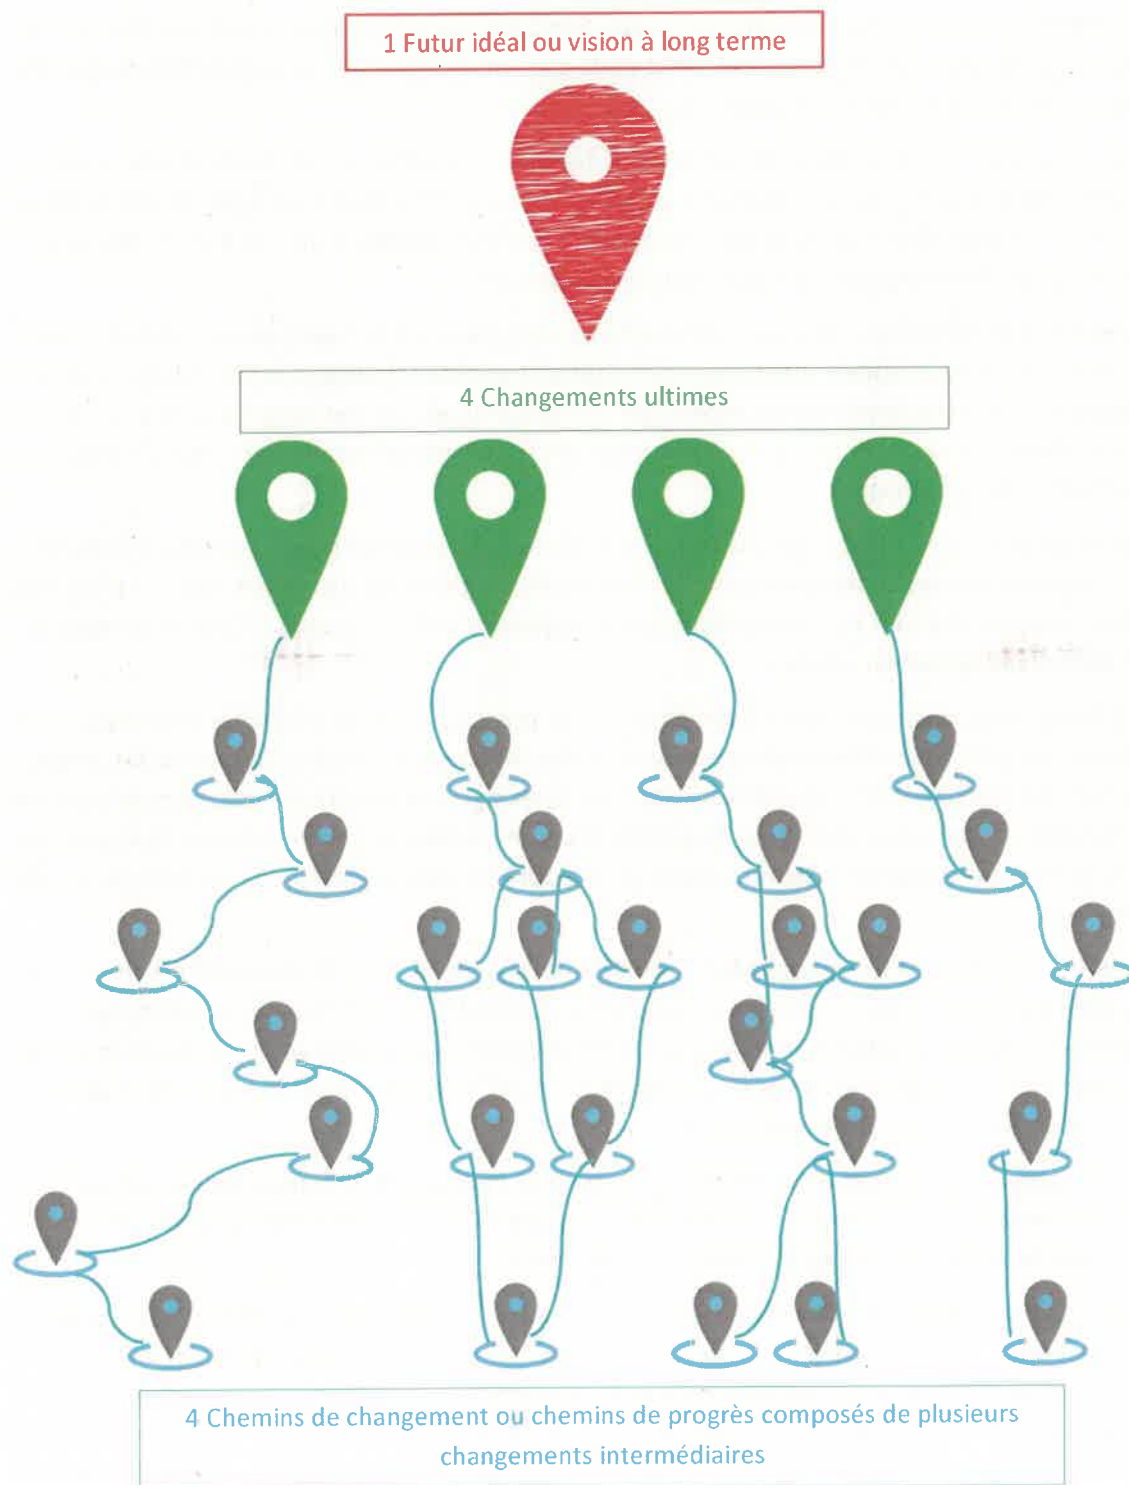 1 Futur idéal ou vision à long terme
4 Changements ultimes
4 Chemins de changement ou chemins de progrès composés de plusieurs
changements intermédiaires